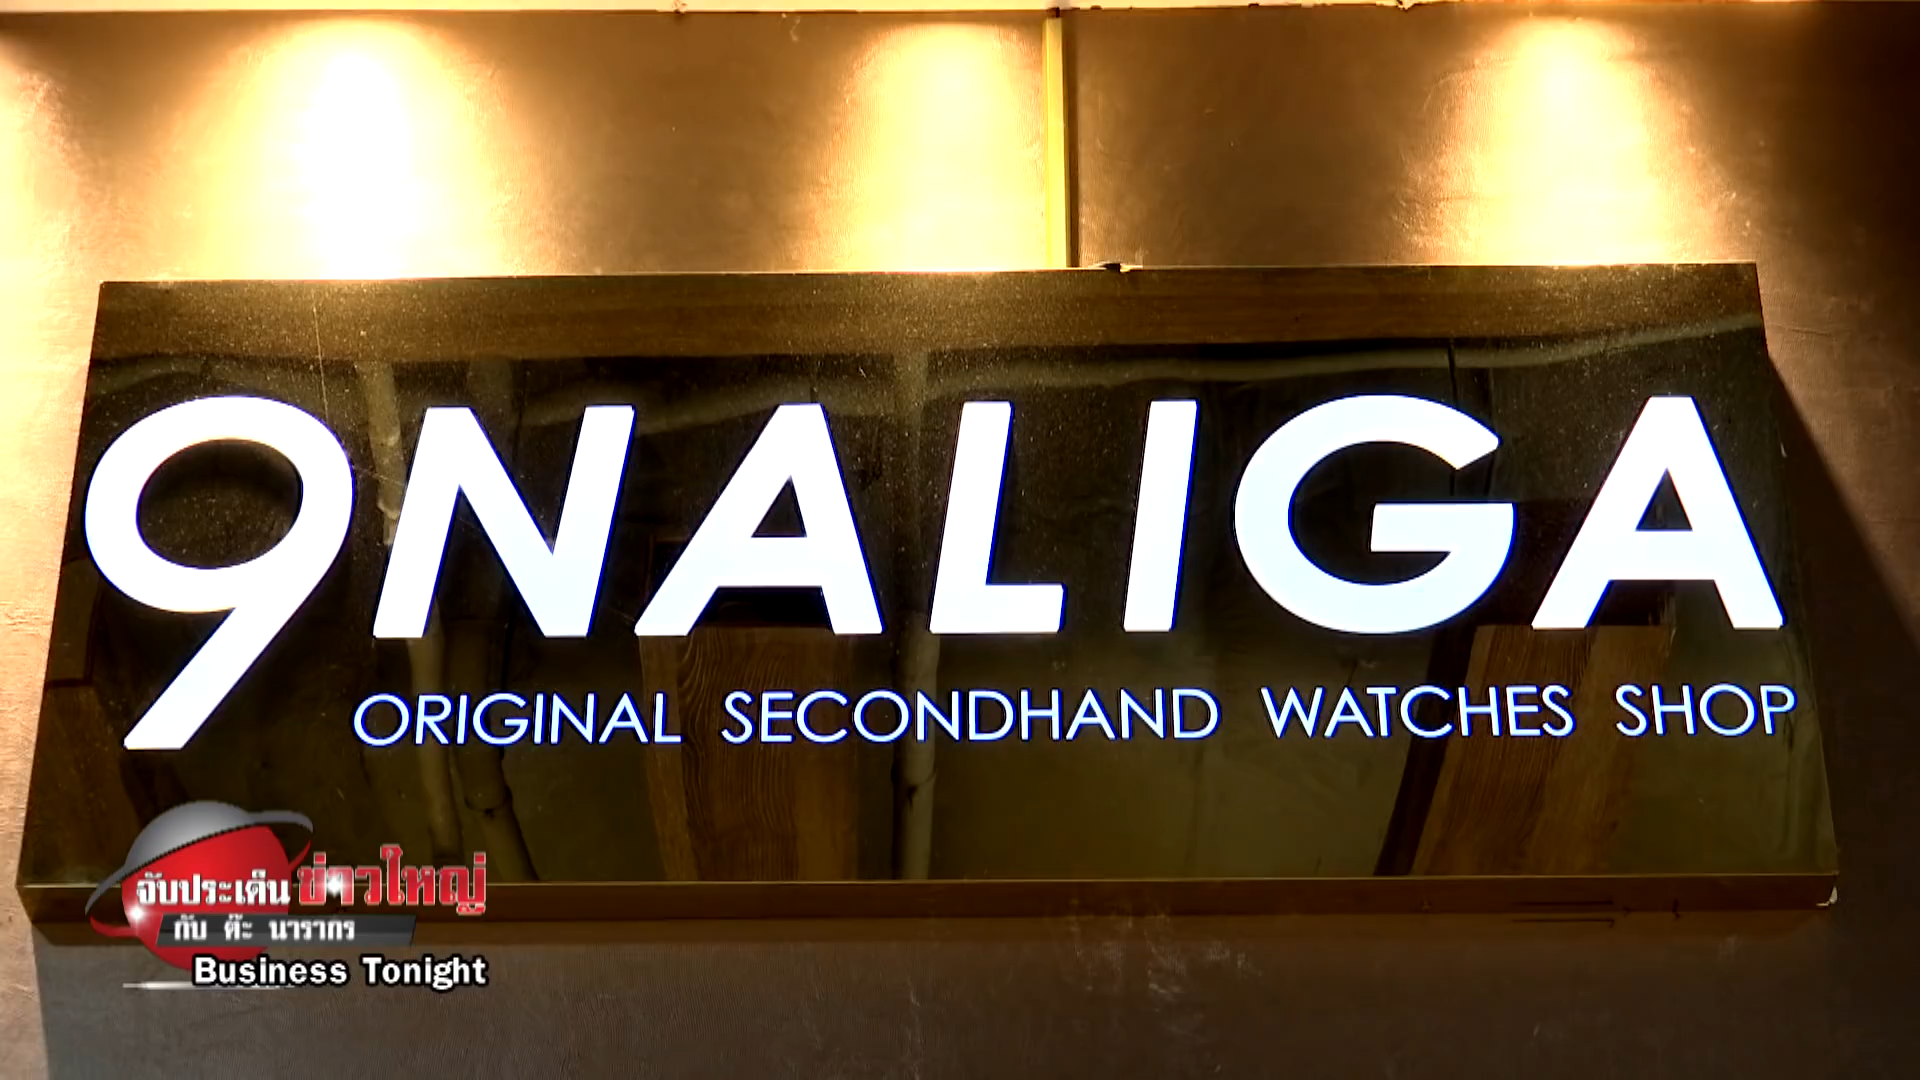 9NALIGA
ORIGINAL SECONDHAND WATCHES SHOP
จับประเด็น ข่าวใหญ่
กับ ต๊ะ นารากร
Business Tonight